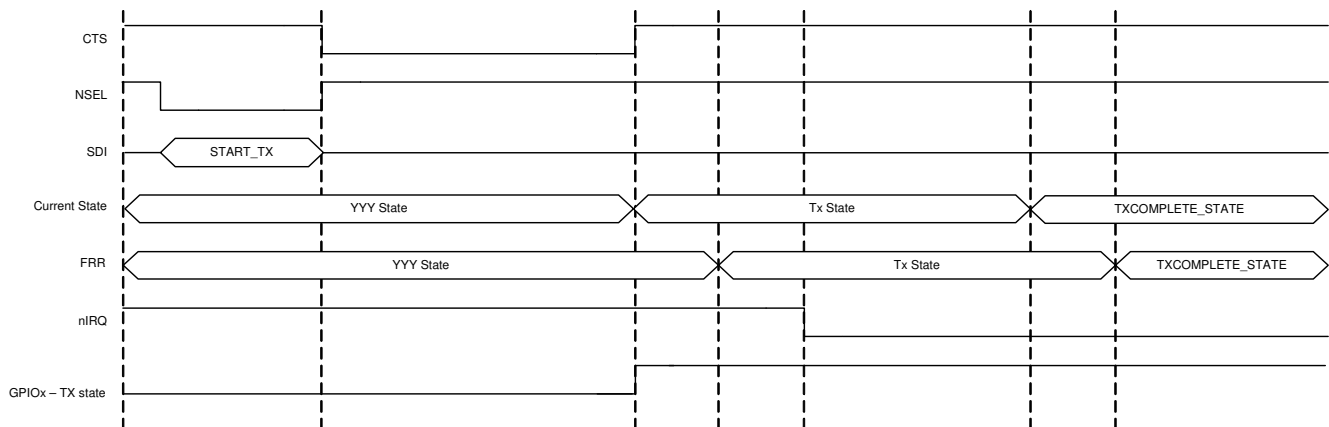 CTS
NSEL
SDI START_TX
Current State YYY State Tx State TXCOMPLETE_STATE
FRR YYY State Tx State TXCOMPLETE_STATE
nIRQ
GPIOx – TX state